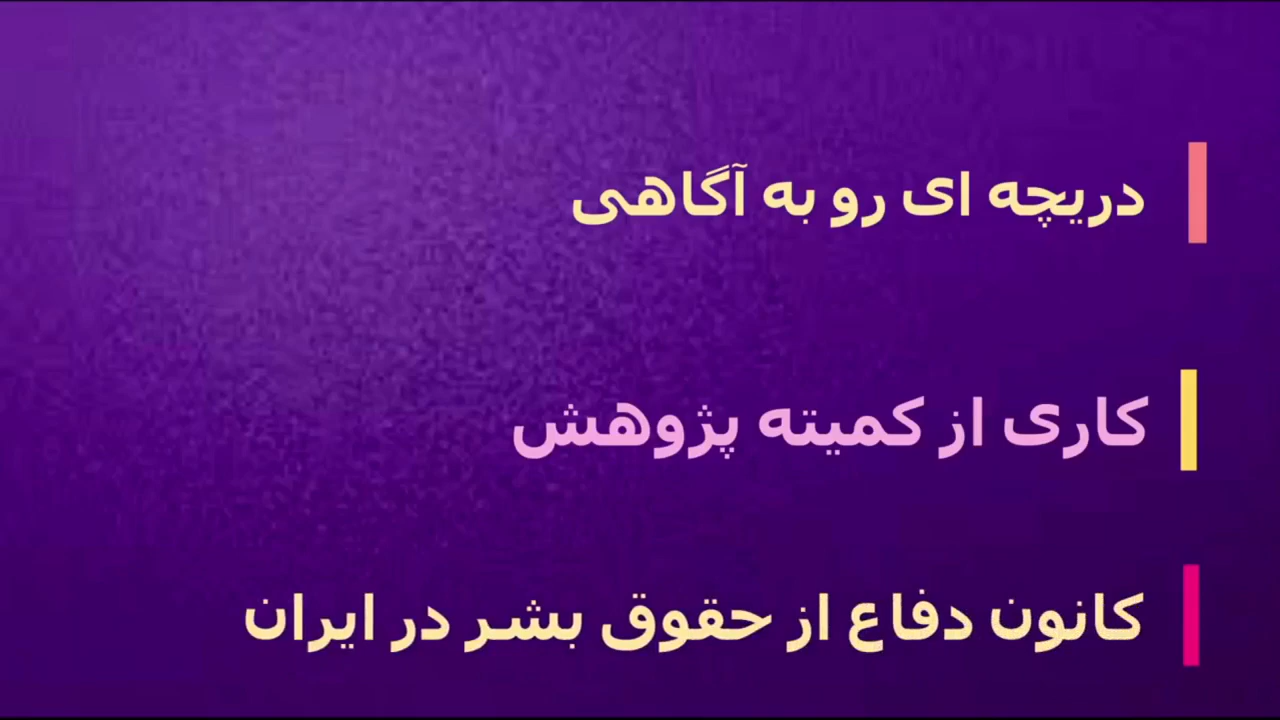 دریچه ای رو به آگاهی
کاری از کمیته پژوهش
کانون دفاع از حقوق بشر در ایران